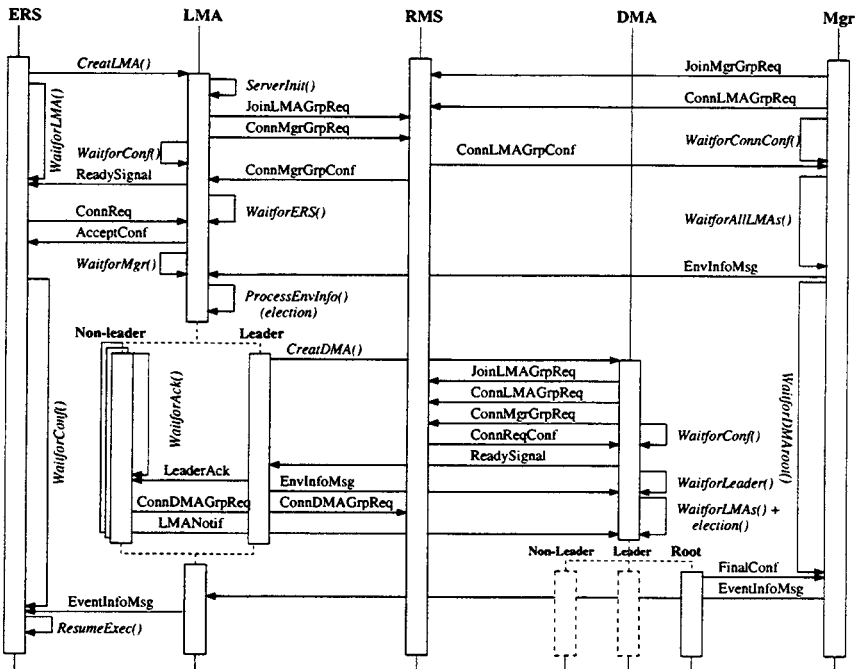 ERS LMA RMS DMA Mgr
CreatLMA() JoinMgrGrpReq
ServerInit()
WaitforLMA()
JoinLMAGrpReq ConnLMAGrpReq
ConnMgrGrpReq
WaitforConf() ConnLMAGrpConf WaitforConnConf()
ReadySignal ConnMgrGrpConf
WaitforERS()
ConnReq WaitforAllLMAs()
AcceptConf
WaitforMgr() EnvInfoMsg
ProcessEnvInfo()
(election)
Non-leader Leader
CreatDMA()
WaitforConf()
WaitforAck()
WaitforDMAroot()
JoinLMAGrpReq
ConnLMAGrpReq
ConnMgrGrpReq
ConnReqConf WaitforConf()
ReadySignal
LeaderAck WaitforLeader()
EnvInfoMsg
ConnDMAGrpReq ConnDMAGrpReq WaitforLMAs() +
election()
LMANotif
Non-Leader Leader Root
FinalConf
EventInfoMsg EventInfoMsg
ResumeExec()